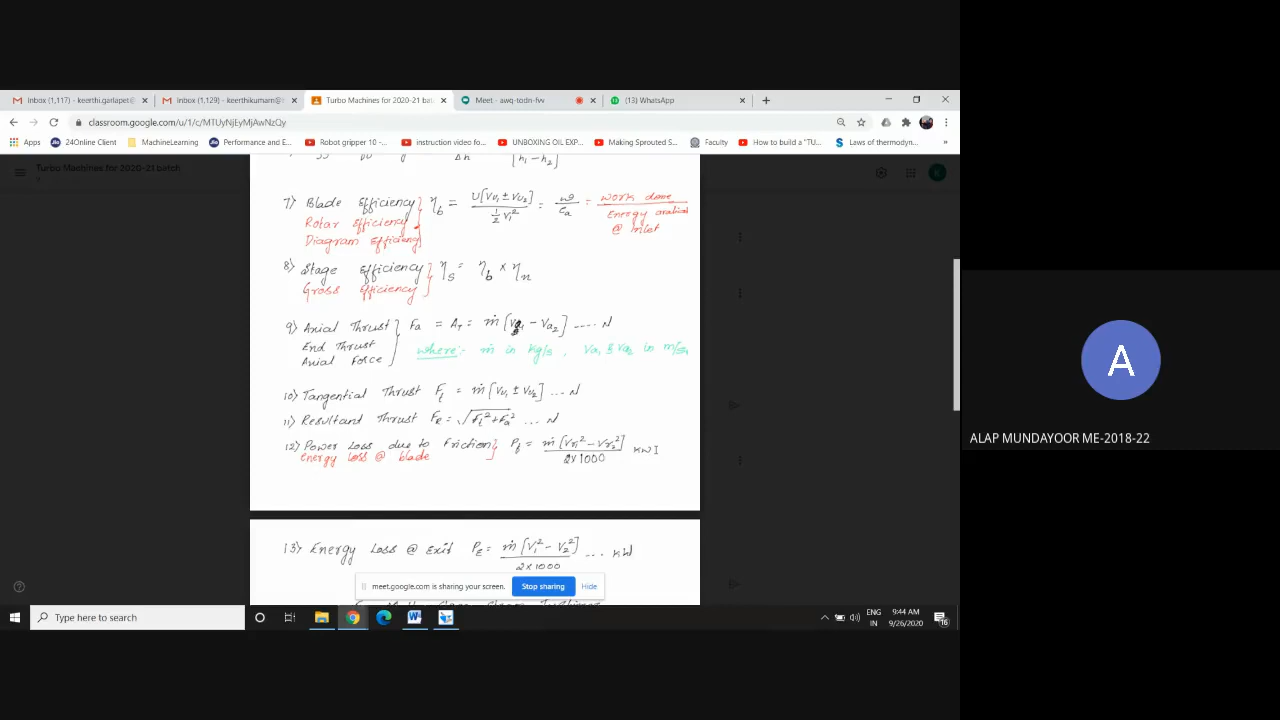 Inbox (1,117) - keerthi.garlapet@
Inbox (1,129) - keerthikumarn@
Turbo Machines for 2020-21 bat
Meet - awq-todn-fvv
(13) WhatsApp
classroom.google.com/u/1/c/MTUyNjEyMjAwNzQy
Apps
24Online Client
MachineLearning
Performance and E...
Robot gripper 10 -...
instruction video fo...
UNBOXING OIL EXP...
Making Sprouted S...
Faculty
How to build a "TU...
Laws of thermodyn...
»
Turbo Machines for 2020-21 batch
K
Δh [h₁ - h₂]
7) Blade Efficiency } η_b = U[Vu₁ ± Vu₂] / ½ V₁² = w/e_a = work done / Energy availab @ inlet
Rotar Efficiency
Diagram Efficiency
8) Stage Efficiency } η_s = η_b × η_n
Gross Efficiency
9) Axial Thrust } Fa = A_T = ṁ [Va₁ - Va₂] .... N
End Thrust
Axial Force
where:- ṁ in Kg/s, Va₁ & Va₂ in m/s
10) Tangential Thrust F_t = ṁ [Vu₁ ± Vu₂] ... N
11) Resultant Thrust F_R = √F_t² + F_a² ... N
12) Power Loss due to Friction } P_f = ṁ [Vr₁² - Vr₂²] / 2×1000 KW
Energy Loss @ blade
13) Energy Loss @ Exit P_E = ṁ [V₁² - V₂²] / 2×1000 ... KW
meet.google.com is sharing your screen.
Stop sharing
Hide
A
ALAP MUNDAYOOR ME-2018-22
Type here to search
ENG
IN
9:44 AM
9/26/2020
16